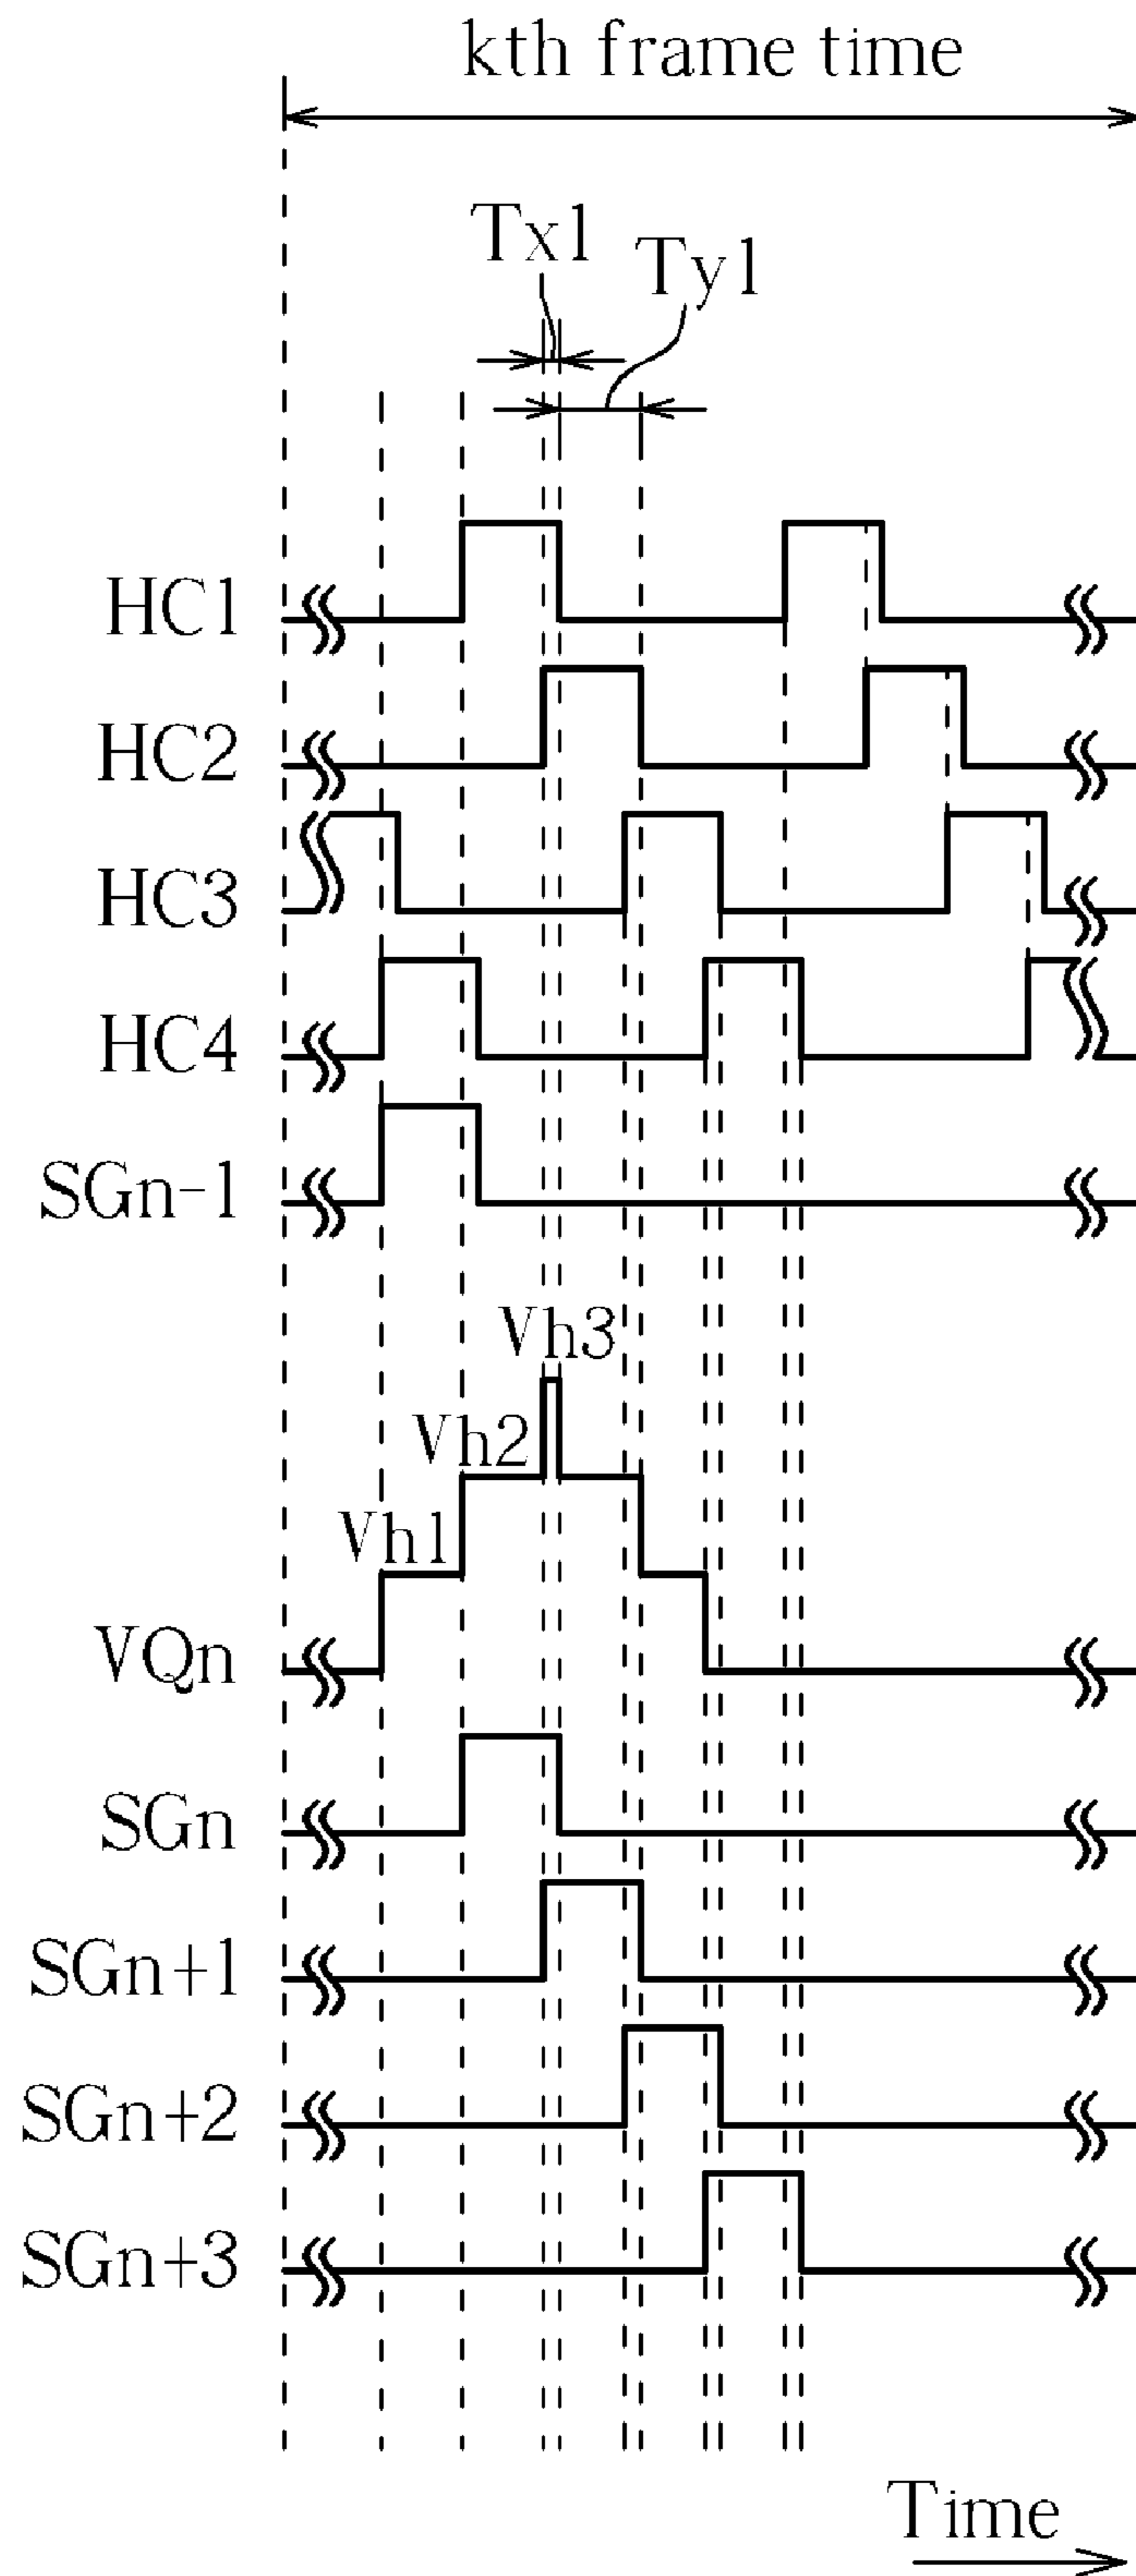 kth frame time
Tx1
Ty1
HC1
HC2
HC3
HC4
SGn-1
Vh3
Vh2
Vh1
VQn
SGn
SGn+1
SGn+2
SGn+3
Time